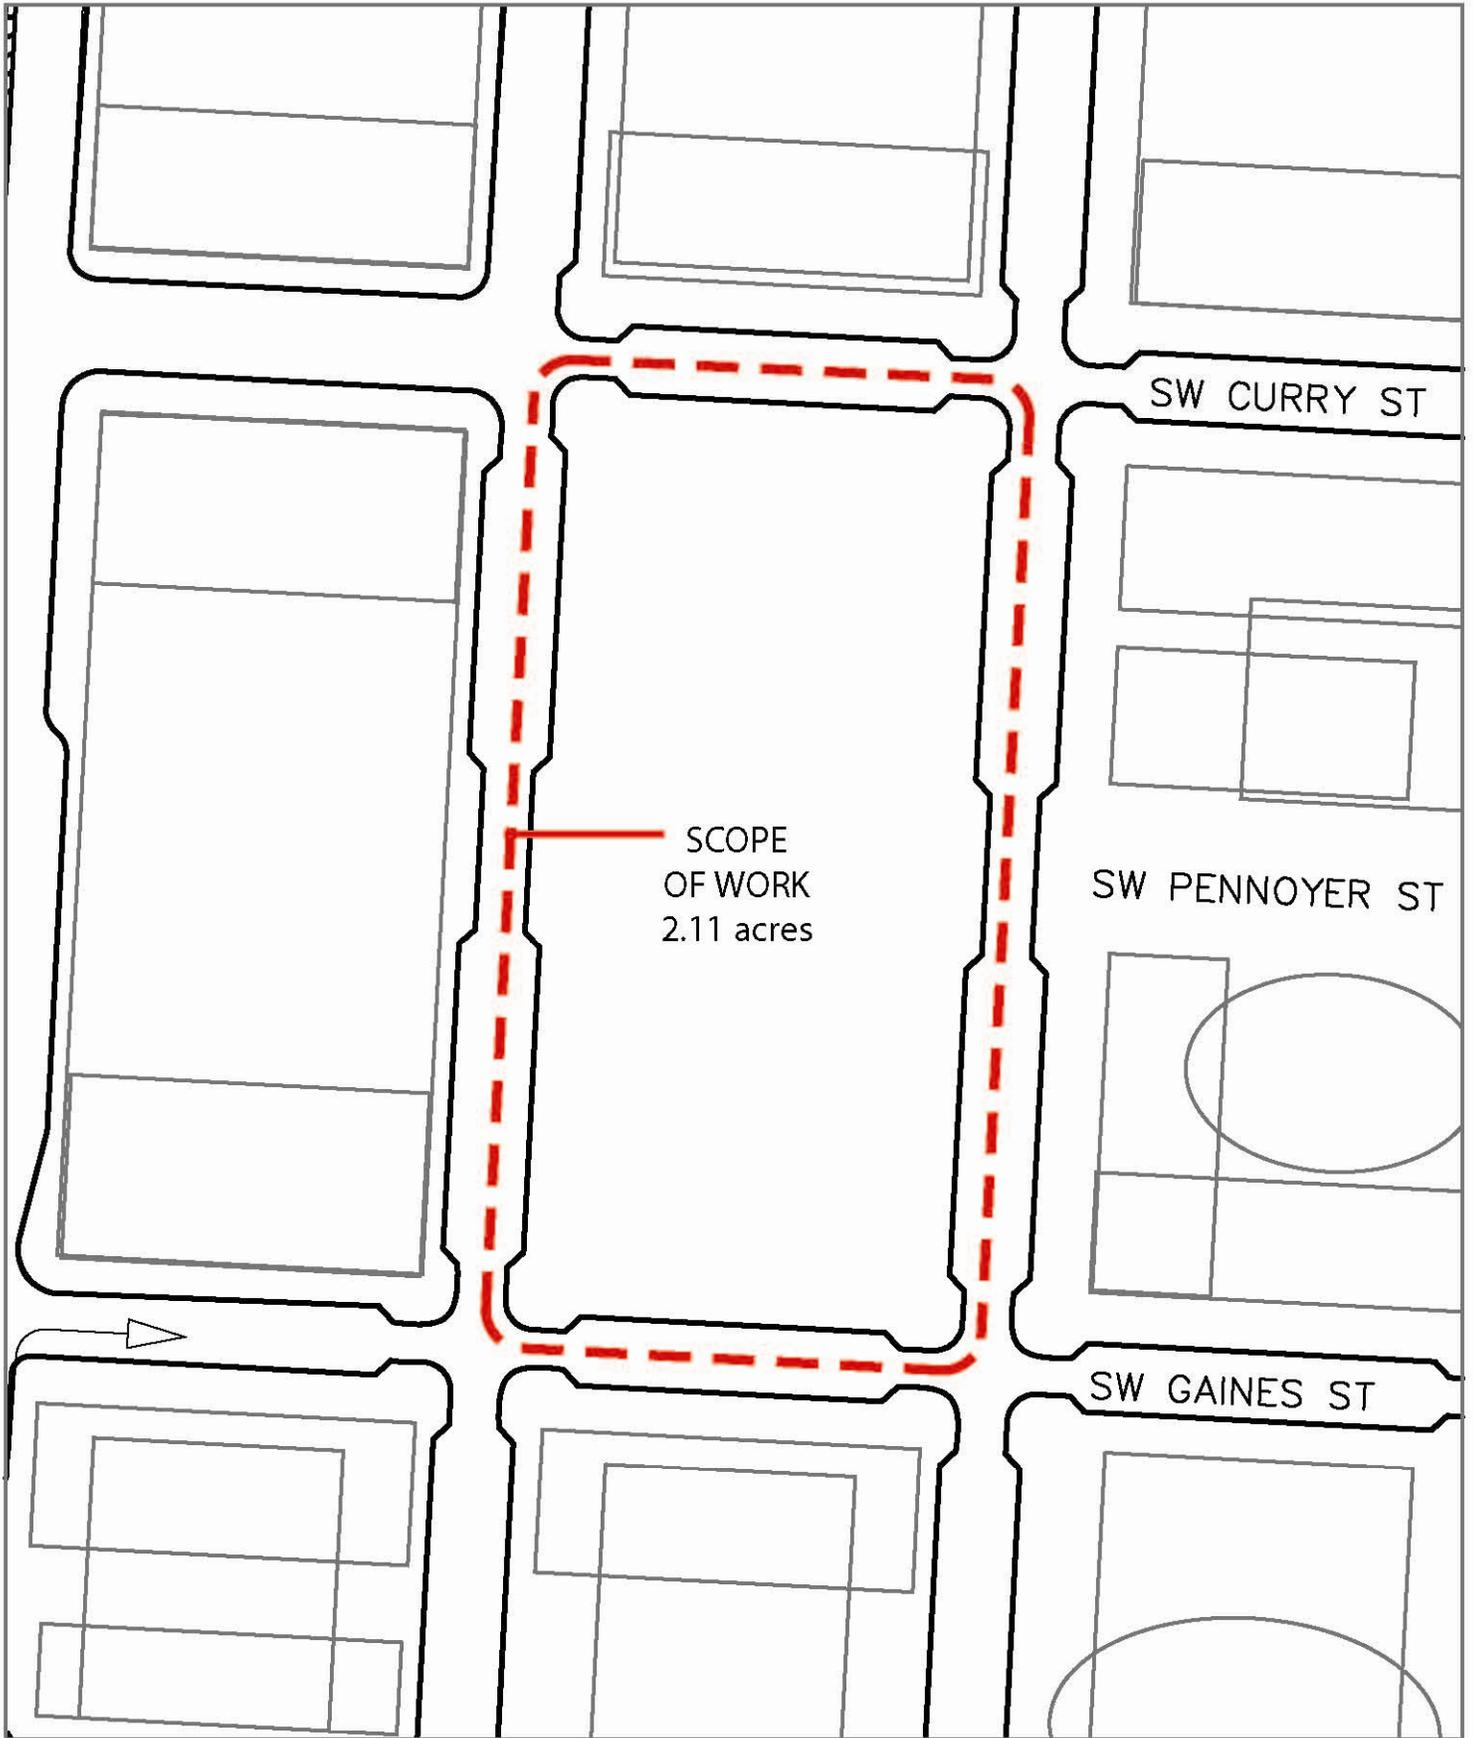 SW CURRY ST
SCOPE
OF WORK
2.11 acres
SW PENNOYER ST
SW GAINES ST